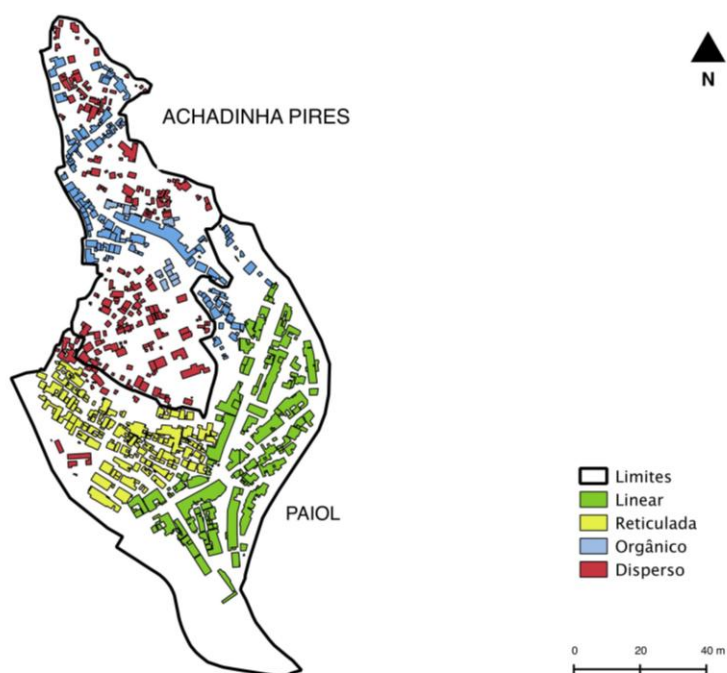 N
ACHADINHA PIRES
PAIOL
Limites
Linear
Reticulada
Orgânico
Disperso
0 20 40 m